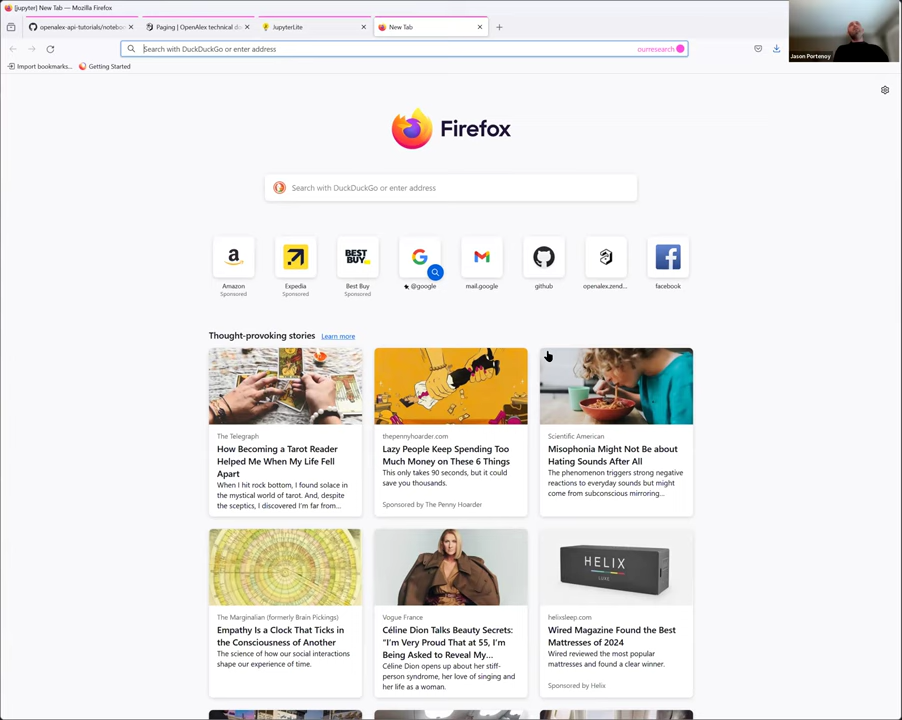 [jupyter] New Tab — Mozilla Firefox
openalex-api-tutorials/noteboo
Paging | OpenAlex technical do
JupyterLite
New Tab
Search with DuckDuckGo or enter address
ourresearch
Import bookmarks...
Getting Started
Jason Portenoy
Firefox
Search with DuckDuckGo or enter address
a
BEST BUY
G
Amazon
Sponsored
Expedia
Sponsored
Best Buy
Sponsored
@google
mail.google
github
openalex.zend...
facebook
Thought-provoking stories
Learn more
The Telegraph
How Becoming a Tarot Reader
Helped Me When My Life Fell
Apart
When I hit rock bottom, I found solace in
the mystical world of tarot. And, despite
the sceptics, I discovered I'm far from...
thepennyhoarder.com
Lazy People Keep Spending Too
Much Money on These 6 Things
This only takes 90 seconds, but it could
save you thousands.
Sponsored by The Penny Hoarder
Scientific American
Misophonia Might Not Be about
Hating Sounds After All
The phenomenon triggers strong negative
reactions to everyday sounds but might
come from subconscious mirroring...
The Marginalian (formerly Brain Pickings)
Empathy Is a Clock That Ticks in
the Consciousness of Another
The science of how our social interactions
shape our experience of time.
Vogue France
Céline Dion Talks Beauty Secrets:
“I’m Very Proud That at 55, I’m
Being Asked to Reveal My...
Céline Dion opens up about her stiff-
person syndrome, her love of singing and
her life as a woman.
HELIX
LUXE
helixsleep.com
Wired Magazine Found the Best
Mattresses of 2024
Wired reviewed the most popular
mattresses and found a clear winner.
Sponsored by Helix